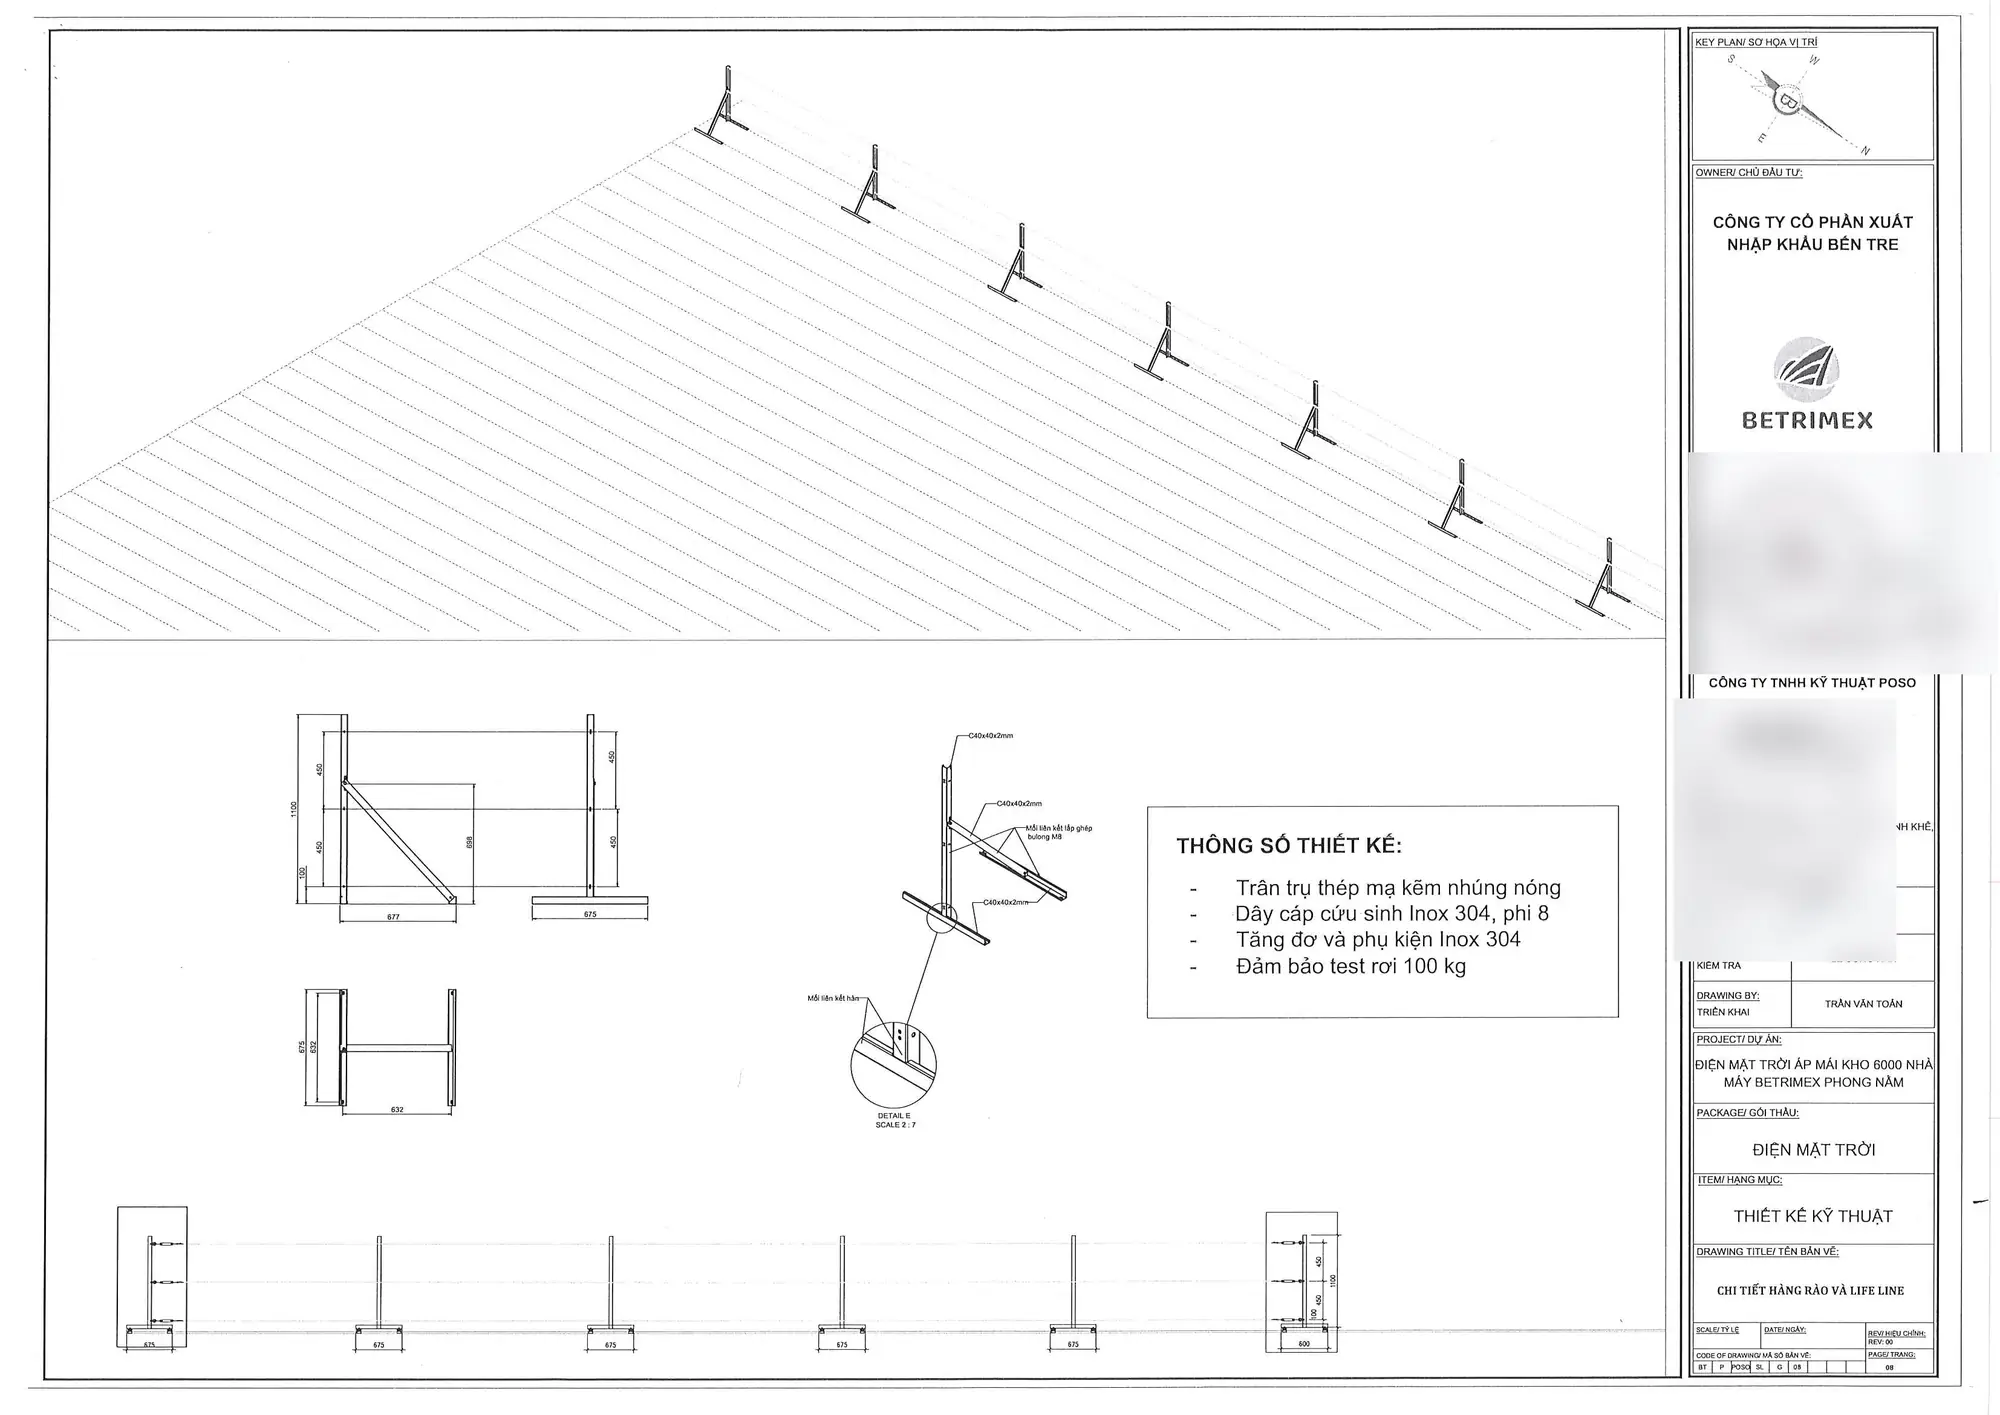 1100
450
450
100
698
677
450
450
675
C40x40x2mm
C40x40x2mm
Mối liên kết lắp ghép
bulong M8
C40x40x2mm
Mối liên kết hàn
DETAIL E
SCALE 2 : 7
675
632
632
THÔNG SỐ THIẾT KẾ:
- Trân trụ thép mạ kẽm nhúng nóng
- Dây cáp cứu sinh Inox 304, phi 8
- Tăng đơ và phụ kiện Inox 304
- Đảm bảo test rơi 100 kg
675
675
675
675
675
450
450
100
1100
600
KEY PLAN/ SƠ HỌA VỊ TRÍ
S
W
E
N
OWNER/ CHỦ ĐẦU TƯ:
CÔNG TY CỔ PHẦN XUẤT
NHẬP KHẨU BẾN TRE
BETRIMEX
CÔNG TY TNHH KỸ THUẬT POSO
NH KHÊ,
KIỂM TRA
DRAWING BY:
TRIỂN KHAI
TRẦN VĂN TOẢN
PROJECT/ DỰ ÁN:
ĐIỆN MẶT TRỜI ÁP MÁI KHO 6000 NHÀ
MÁY BETRIMEX PHONG NẪM
PACKAGE/ GÓI THẦU:
ĐIỆN MẶT TRỜI
ITEM/ HẠNG MỤC:
THIẾT KẾ KỸ THUẬT
DRAWING TITLE/ TÊN BẢN VẼ:
CHI TIẾT HÀNG RÀO VÀ LIFE LINE
SCALE/ TỶ LỆ
DATE/ NGÀY:
REV/ HIỆU CHỈNH:
REV: 00
CODE OF DRAWING/ MÃ SỐ BẢN VẼ:
PAGE/ TRANG:
BT P POSO SL G 08
08